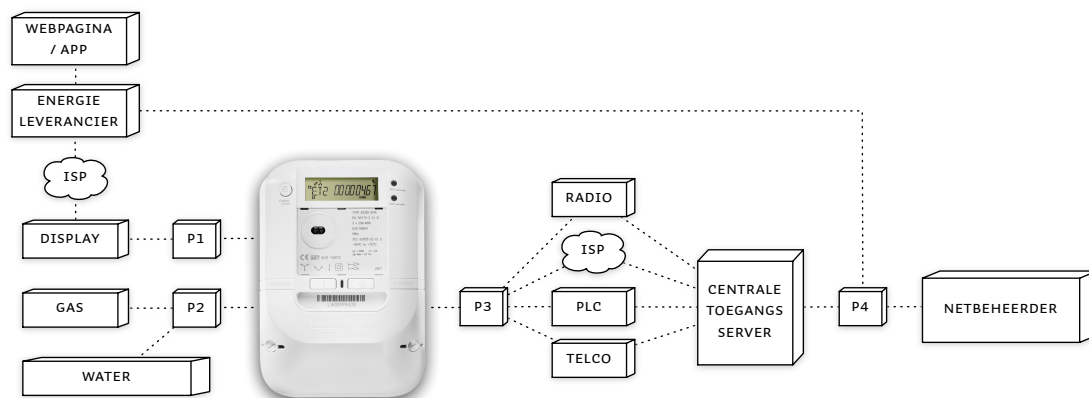 WEBPAGINA
/ APP
ENERGIE
LEVERANCIER
ISP
DISPLAY
P1
GAS
P2
WATER
00000467
P3
RADIO
ISP
PLC
TELCO
CENTRALE
TOEGANGS
SERVER
P4
NETBEHEERDER